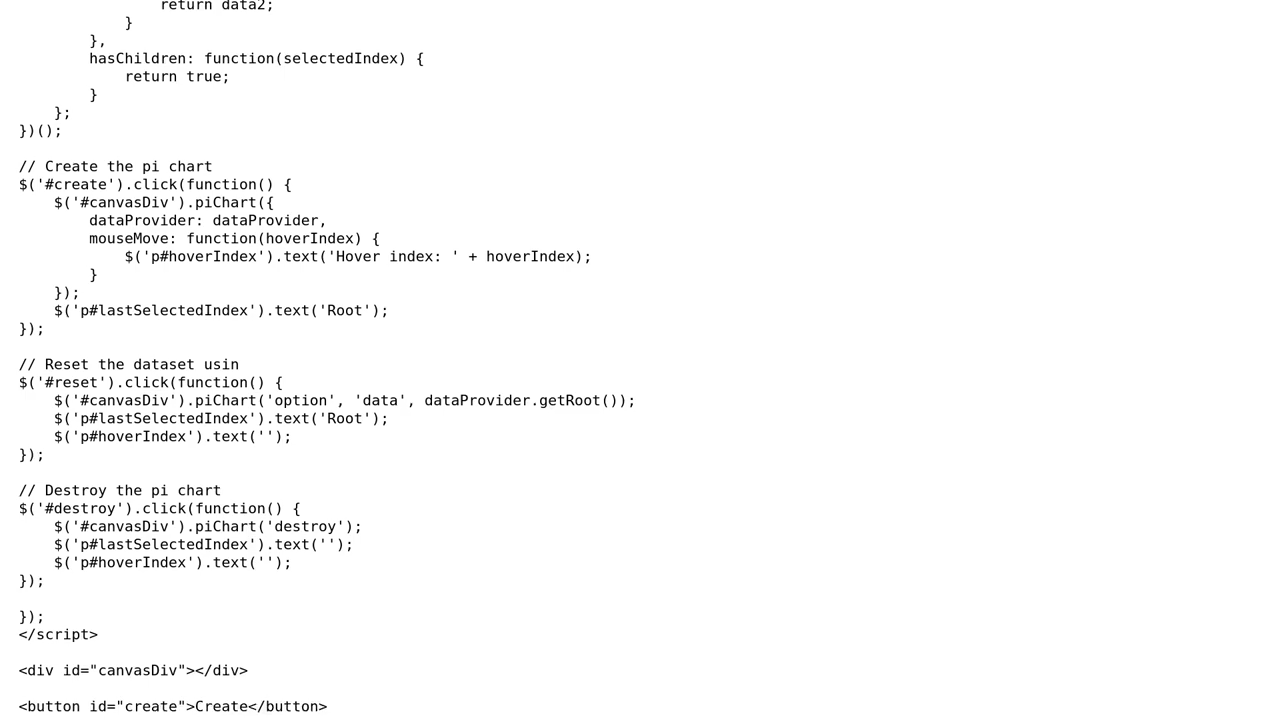 return data2;
            }
        },
        hasChildren: function(selectedIndex) {
            return true;
        }
    };
})();

// Create the pi chart
$('#create').click(function() {
    $('#canvasDiv').piChart({
        dataProvider: dataProvider,
        mouseMove: function(hoverIndex) {
            $('p#hoverIndex').text('Hover index: ' + hoverIndex);
        }
    });
    $('p#lastSelectedIndex').text('Root');
});

// Reset the dataset usin
$('#reset').click(function() {
    $('#canvasDiv').piChart('option', 'data', dataProvider.getRoot());
    $('p#lastSelectedIndex').text('Root');
    $('p#hoverIndex').text('');
});

// Destroy the pi chart
$('#destroy').click(function() {
    $('#canvasDiv').piChart('destroy');
    $('p#lastSelectedIndex').text('');
    $('p#hoverIndex').text('');
});

});
</script>

<div id="canvasDiv"></div>

<button id="create">Create</button>